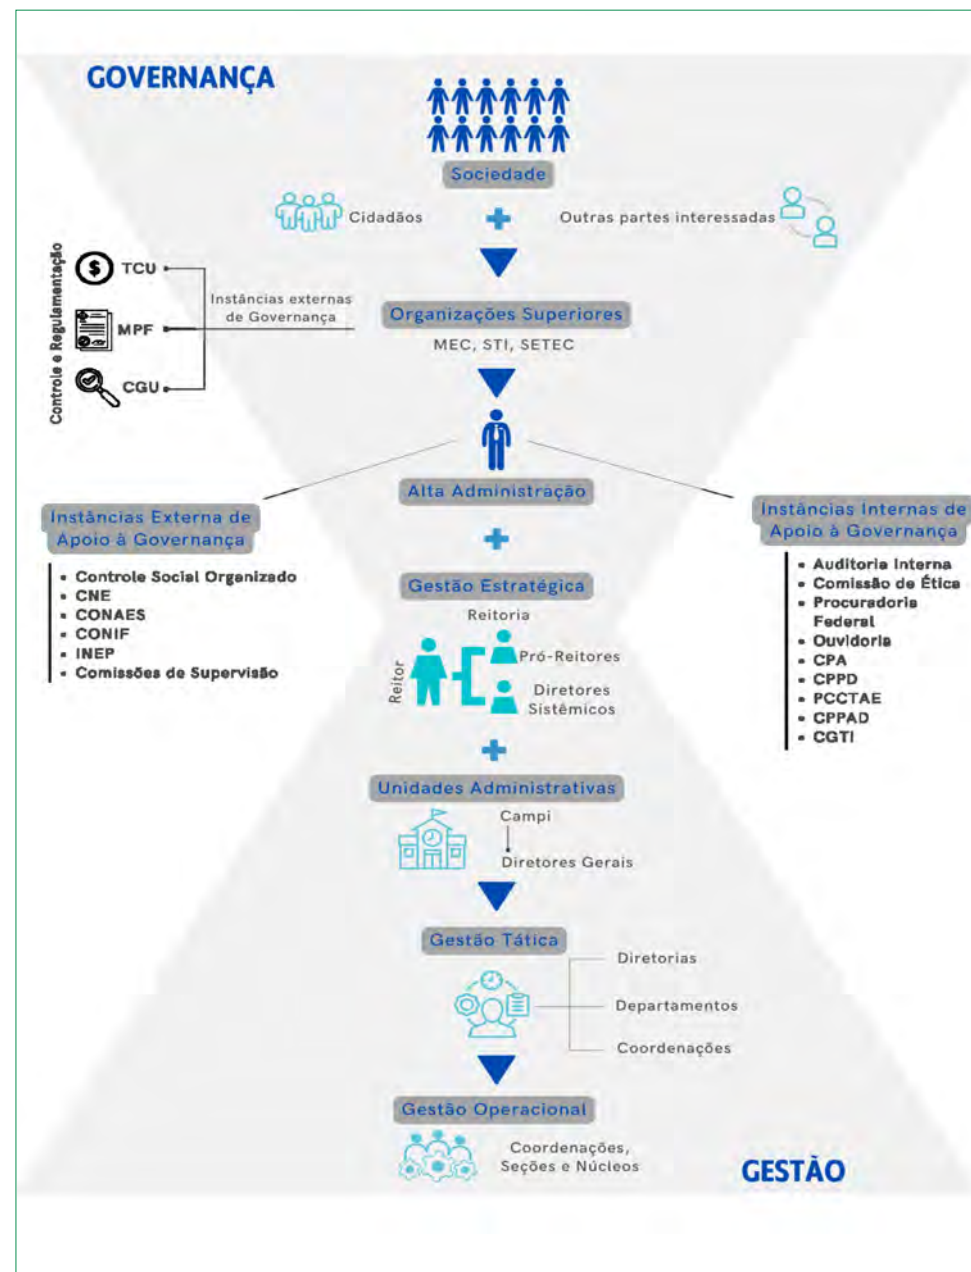 GOVERNANÇA
Sociedade
Cidadãos
Outras partes interessadas
Controle e Regulamentação
TCU
MPF
CGU
Instâncias externas
de Governança
Organizações Superiores
MEC, STI, SETEC
Alta Administração
Instâncias Externa de
Apoio à Governança
• Controle Social Organizado
• CNE
• CONAES
• CONIF
• INEP
• Comissões de Supervisão
Instâncias Internas de
Apoio à Governança
• Auditoria Interna
• Comissão de Ética
• Procuradoria
Federal
• Ouvidoria
• CPA
• CPPD
• PCCTAE
• CPPAD
• CGTI
Gestão Estratégica
Reitoria
Reitor
Pró-Reitores
Diretores
Sistêmicos
Unidades Administrativas
Campi
Diretores Gerais
Gestão Tática
Diretorias
Departamentos
Coordenações
Gestão Operacional
Coordenações,
Seções e Núcleos
GESTÃO